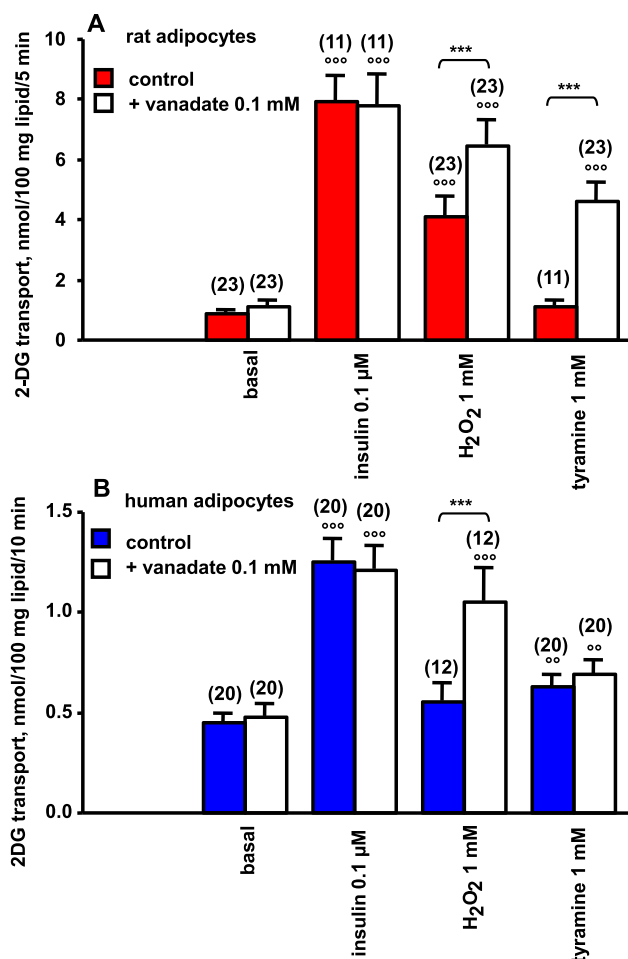 A
rat adipocytes
control
+ vanadate 0.1 mM
2-DG transport, nmol/100 mg lipid/5 min
10
8
6
4
2
0
(23) (23)
(11) (11)
°°° °°°
(23)
°°°
(23)
°°°
***
(11)
(23)
°°°
***
basal
insulin 0.1 µM
H₂O₂ 1 mM
tyramine 1 mM
B
human adipocytes
control
+ vanadate 0.1 mM
2DG transport, nmol/100 mg lipid/10 min
1.5
1.0
0.5
0.0
(20) (20)
(20) (20)
°°° °°°
(12)
(12)
°°°
***
(20)
°°
(20)
°°
basal
insulin 0.1 µM
H₂O₂ 1 mM
tyramine 1 mM